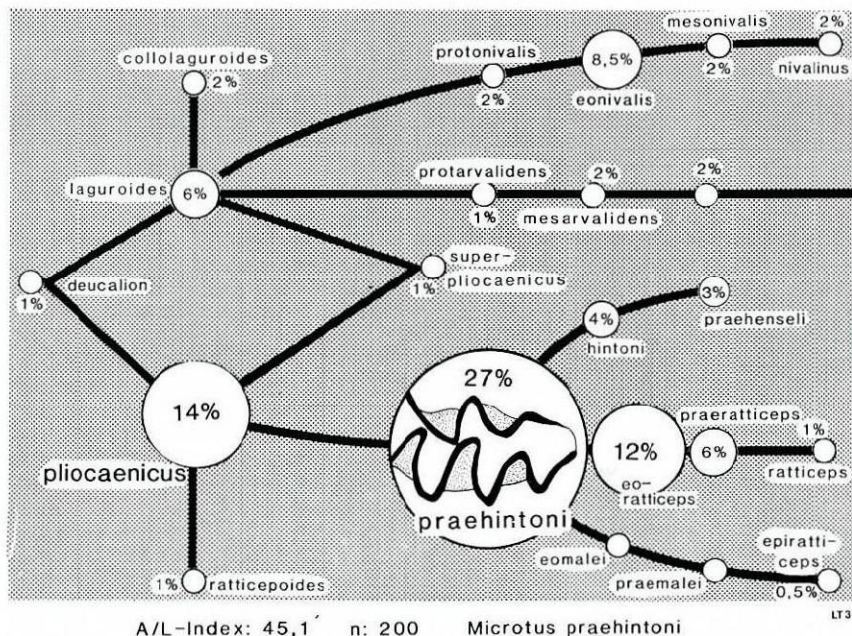 mesonivalis
2%
protonivalis
8,5%
collolaguroides
2%
2%
eonivalis
2%
nivalinus
laguroides
6%
protarvalidens
2%
2%
1%
mesarvalidens
super-
pliocaenicus
1%
deucalion
1%
3%
praehenseli
4%
hintoni
27%
14%
praeratticeps
1%
12%
6%
ratticeps
eo-
ratticeps
pliocaenicus
praehintoni
eomalei
epiratti-
ceps
praemalei
0,5%
1%
ratticepoides
LT3
A/L-Index: 45,1´ n: 200 Microtus praehintoni